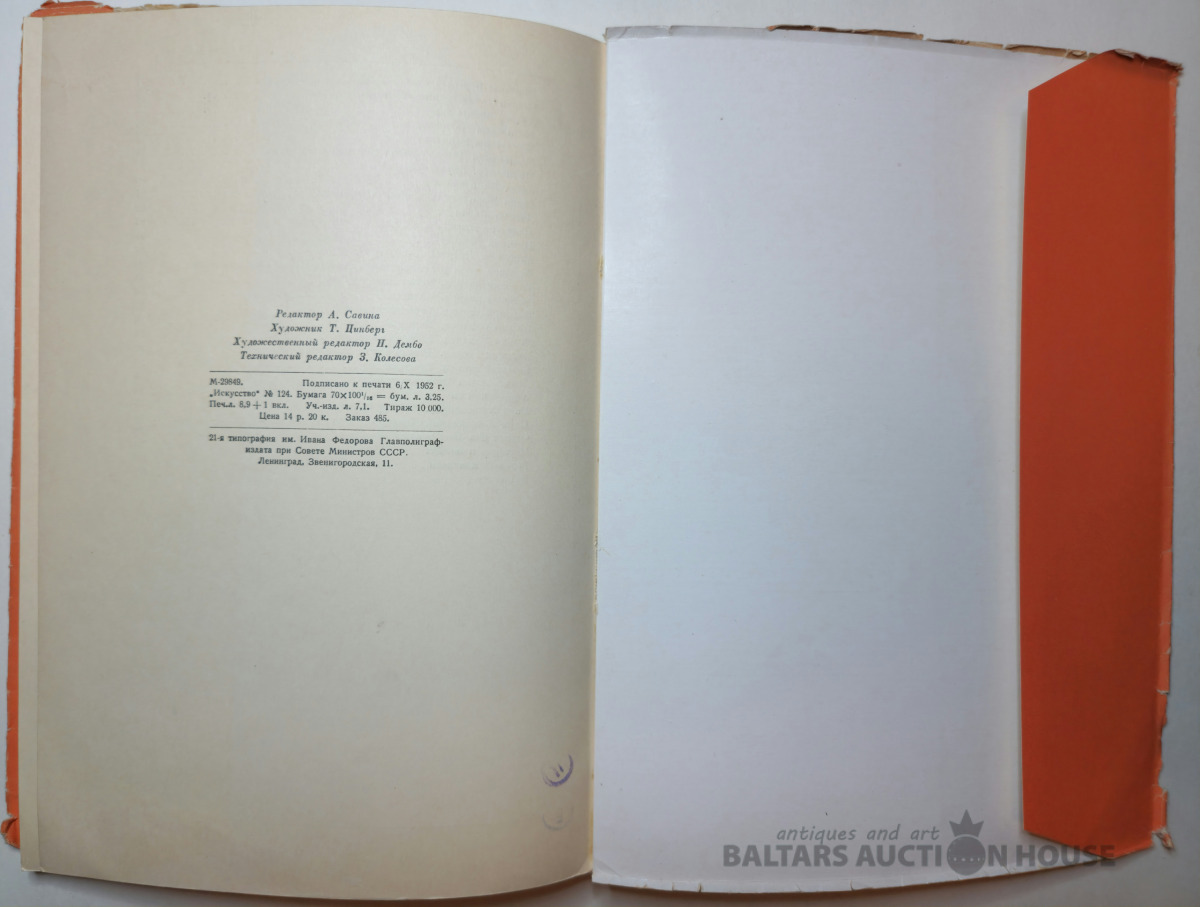 Редактор А. Савина
Художник Т. Цинберг
Художественный редактор И. Дембо
Технический редактор З. Колесова
М-29849. Подписано к печати 6/X 1952 г.
„Искусство“ № 124. Бумага 70×100¹/₁₆ = бум. л. 3,25.
Печ.л. 8,9 + 1 вкл. Уч.-изд. л. 7,1. Тираж 10 000.
Цена 14 р. 20 к. Заказ 485.
21-я типография им. Ивана Федорова Главполиграф-
издата при Совете Министров СССР.
Ленинград, Звенигородская, 11.
antiques and art
BALTARS AUCTION HOUSE